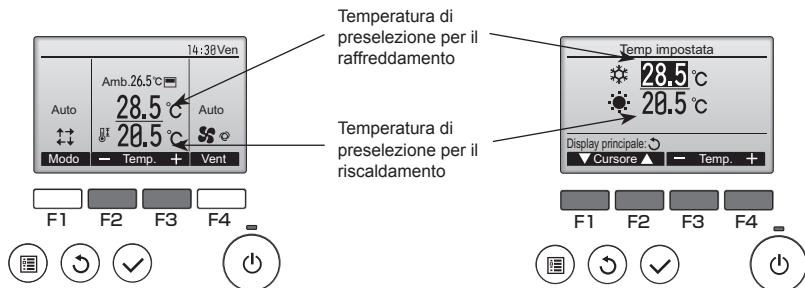 Temperatura di
preselezione per il
raffreddamento
Temperatura di
preselezione per il
riscaldamento
14:30Ven
Amb.26.5℃
Auto
28.5 ℃
Auto
20.5 ℃
Modo
− Temp. +
Vent
F1 F2 F3 F4
Temp impostata
28.5 ℃
20.5 ℃
Display principale:
▼ Cursore ▲
− Temp. +
F1 F2 F3 F4